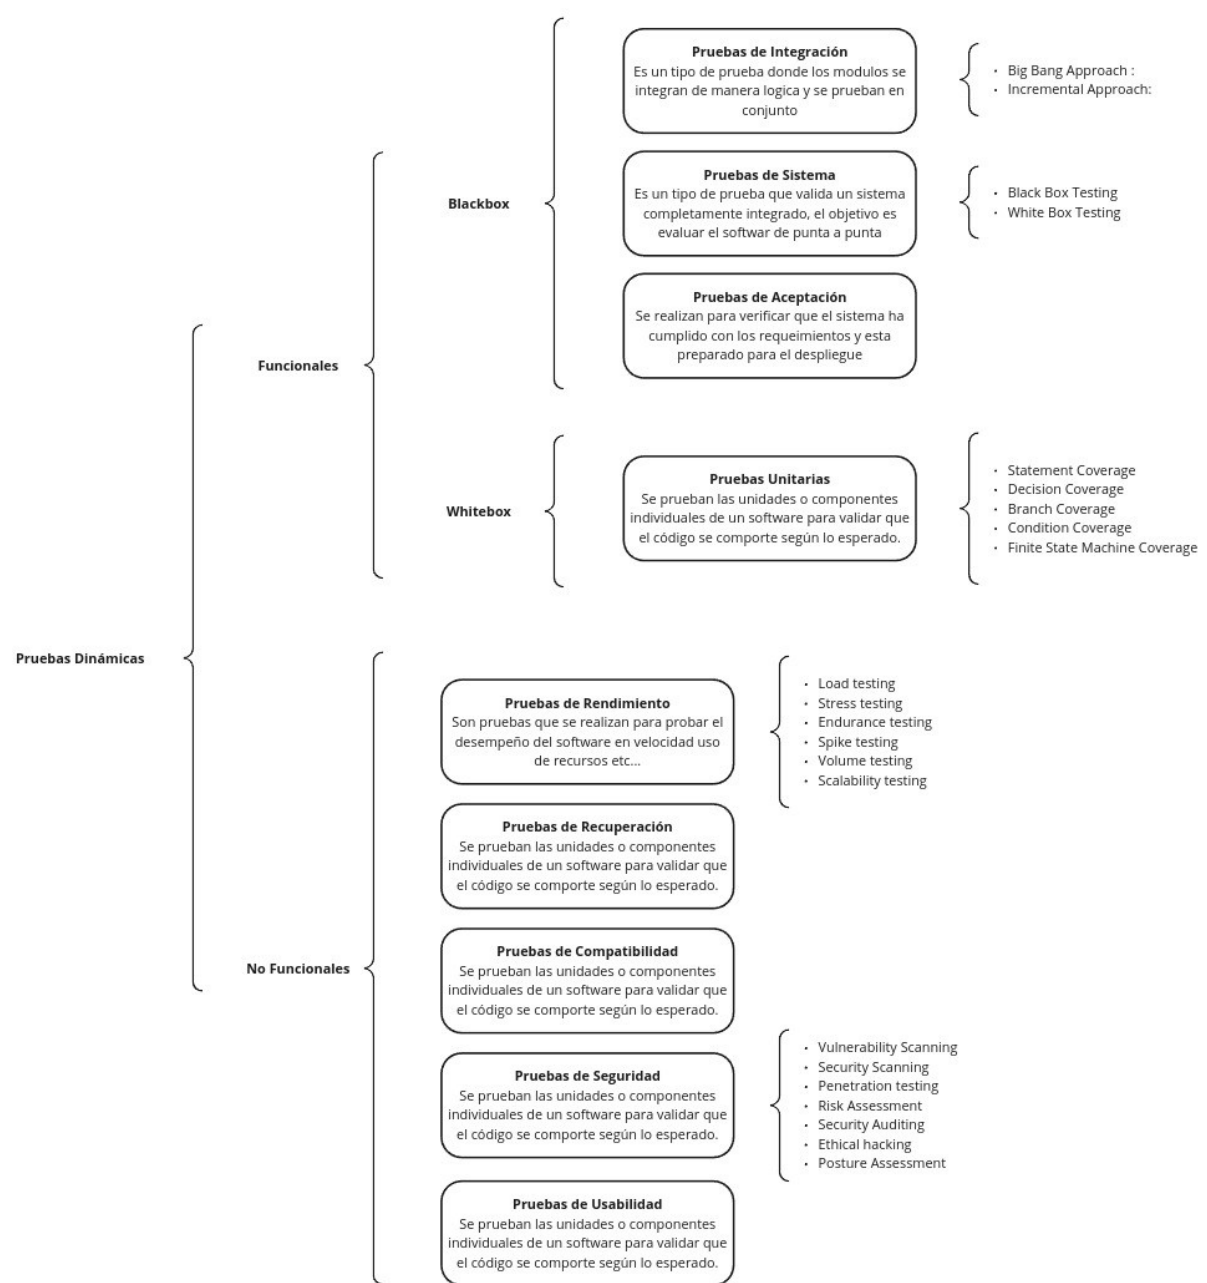 Pruebas Dinámicas
Funcionales
Blackbox
Pruebas de Integración
Es un tipo de prueba donde los modulos se
integran de manera logica y se prueban en
conjunto
• Big Bang Approach :
• Incremental Approach:
Pruebas de Sistema
Es un tipo de prueba que valida un sistema
completamente integrado, el objetivo es
evaluar el softwar de punta a punta
• Black Box Testing
• White Box Testing
Pruebas de Aceptación
Se realizan para verificar que el sistema ha
cumplido con los requeimientos y esta
preparado para el despliegue
Whitebox
Pruebas Unitarias
Se prueban las unidades o componentes
individuales de un software para validar que
el código se comporte según lo esperado.
• Statement Coverage
• Decision Coverage
• Branch Coverage
• Condition Coverage
• Finite State Machine Coverage
No Funcionales
Pruebas de Rendimiento
Son pruebas que se realizan para probar el
desempeño del software en velocidad uso
de recursos etc...
• Load testing
• Stress testing
• Endurance testing
• Spike testing
• Volume testing
• Scalability testing
Pruebas de Recuperación
Se prueban las unidades o componentes
individuales de un software para validar que
el código se comporte según lo esperado.
Pruebas de Compatibilidad
Se prueban las unidades o componentes
individuales de un software para validar que
el código se comporte según lo esperado.
Pruebas de Seguridad
Se prueban las unidades o componentes
individuales de un software para validar que
el código se comporte según lo esperado.
• Vulnerability Scanning
• Security Scanning
• Penetration testing
• Risk Assessment
• Security Auditing
• Ethical hacking
• Posture Assessment
Pruebas de Usabilidad
Se prueban las unidades o componentes
individuales de un software para validar que
el código se comporte según lo esperado.